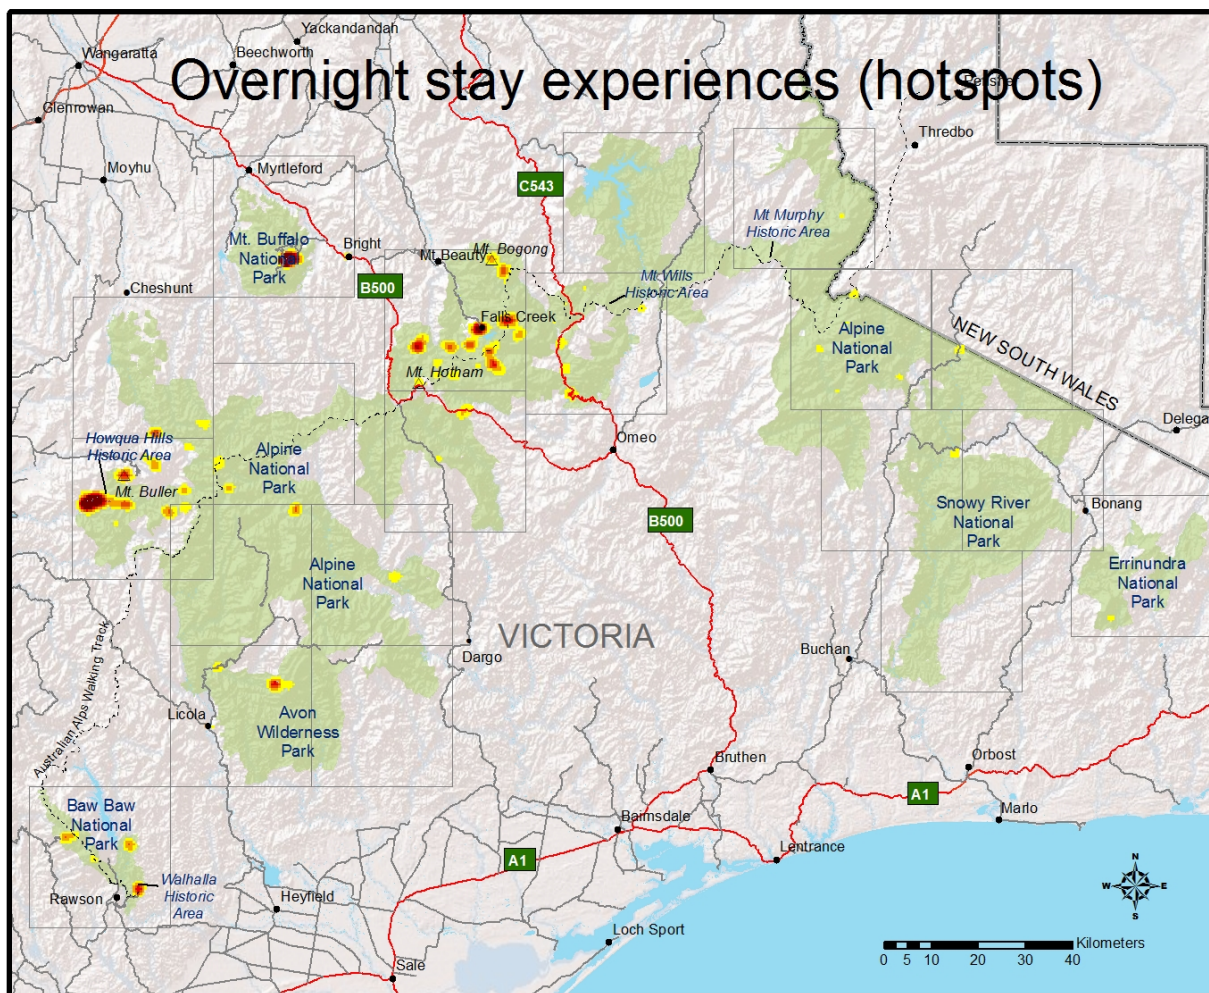 Overnight stay experiences (hotspots)
Yackandandah
Wangaratta
Beechworth
Glenrowan
Thredbo
Moyhu
Myrtleford
C543
Mt Murphy
Historic Area
Mt. Buffalo
National
Park
Bright
Mt Beauty
Mt. Bogong
Mt Wills
Historic Area
B500
Cheshunt
Falls Creek
Alpine
National
Park
NEW SOUTH WALES
Mt. Hotham
Delega
Omeo
Howqua Hills
Historic Area
Alpine
National
Park
Mt. Buller
Snowy River
National
Park
Bonang
B500
Alpine
National
Park
Errinundra
National
Park
VICTORIA
Dargo
Buchan
Australian Alps Walking Track
Licola
Avon
Wilderness
Park
Bruthen
Orbost
A1
Marlo
Baw Baw
National
Park
Bairnsdale
Lentrance
A1
Walhalla
Historic
Area
Rawson
Heyfield
Loch Sport
Sale
N
W E
S
Kilometers
0 5 10 20 30 40